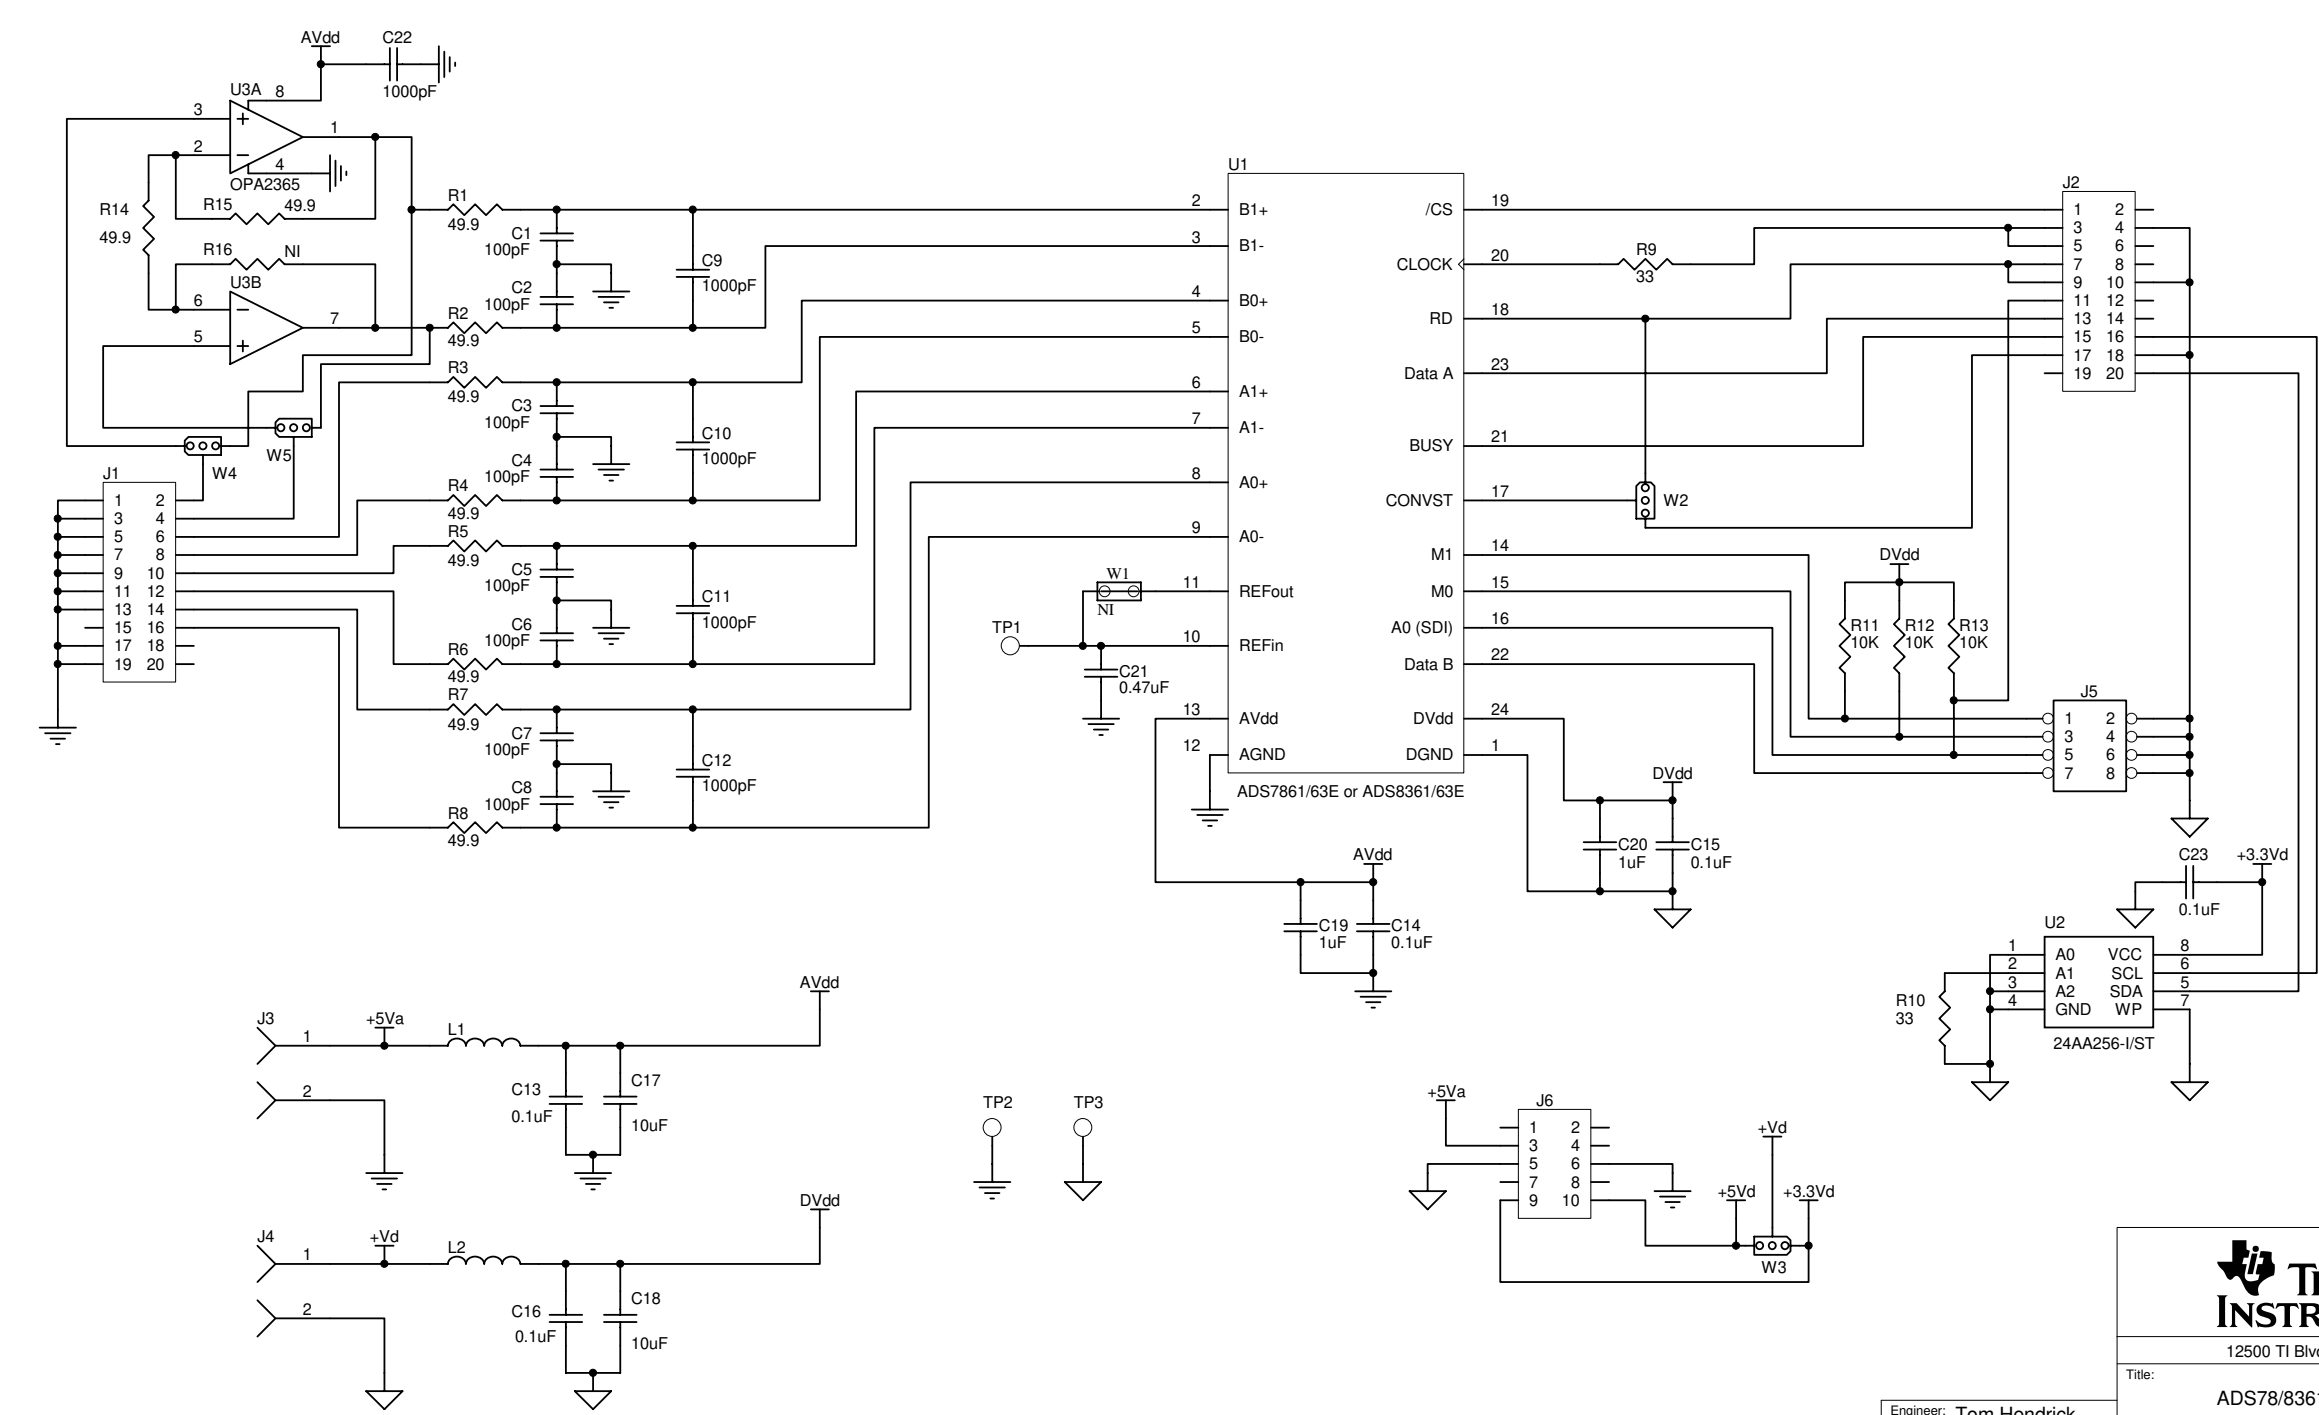 AVdd
C22
1000pF
U3A
8
3
+
1
2
−
4
OPA2365
R14
49.9
R15
49.9
R16
NI
U3B
6
−
7
5
+
W5
W4
J1
1 2
3 4
5 6
7 8
9 10
11 12
13 14
15 16
17 18
19 20
R1
49.9
C1
100pF
C2
100pF
C9
1000pF
R2
49.9
R3
49.9
C3
100pF
C4
100pF
C10
1000pF
R4
49.9
R5
49.9
C5
100pF
C6
100pF
C11
1000pF
R6
49.9
R7
49.9
C7
100pF
C8
100pF
C12
1000pF
R8
49.9
U1
2 B1+
3 B1-
4 B0+
5 B0-
6 A1+
7 A1-
8 A0+
9 A0-
11 REFout
10 REFin
13 AVdd
12 AGND
/CS 19
CLOCK 20
RD 18
Data A 23
BUSY 21
CONVST 17
M1 14
M0 15
A0 (SDI) 16
Data B 22
DVdd 24
DGND 1
ADS7861/63E or ADS8361/63E
W1
NI
TP1
C21
0.47uF
R9
33
W2
J2
1 2
3 4
5 6
7 8
9 10
11 12
13 14
15 16
17 18
19 20
DVdd
R11
10K
R12
10K
R13
10K
J5
1 2
3 4
5 6
7 8
DVdd
C20
1uF
C15
0.1uF
AVdd
C19
1uF
C14
0.1uF
C23
0.1uF
+3.3Vd
U2
1 A0 VCC 8
2 A1 SCL 6
3 A2 SDA 5
4 GND WP 7
24AA256-I/ST
R10
33
J3
1
+5Va
L1
AVdd
2
C13
0.1uF
C17
10uF
J4
1
+Vd
L2
DVdd
2
C16
0.1uF
C18
10uF
TP2
TP3
+5Va
J6
1 2
3 4
5 6
7 8
9 10
+Vd
+5Vd
+3.3Vd
W3
INSTR
12500 TI Blv
Title:
ADS78/836
Engineer: Tom Hendrick